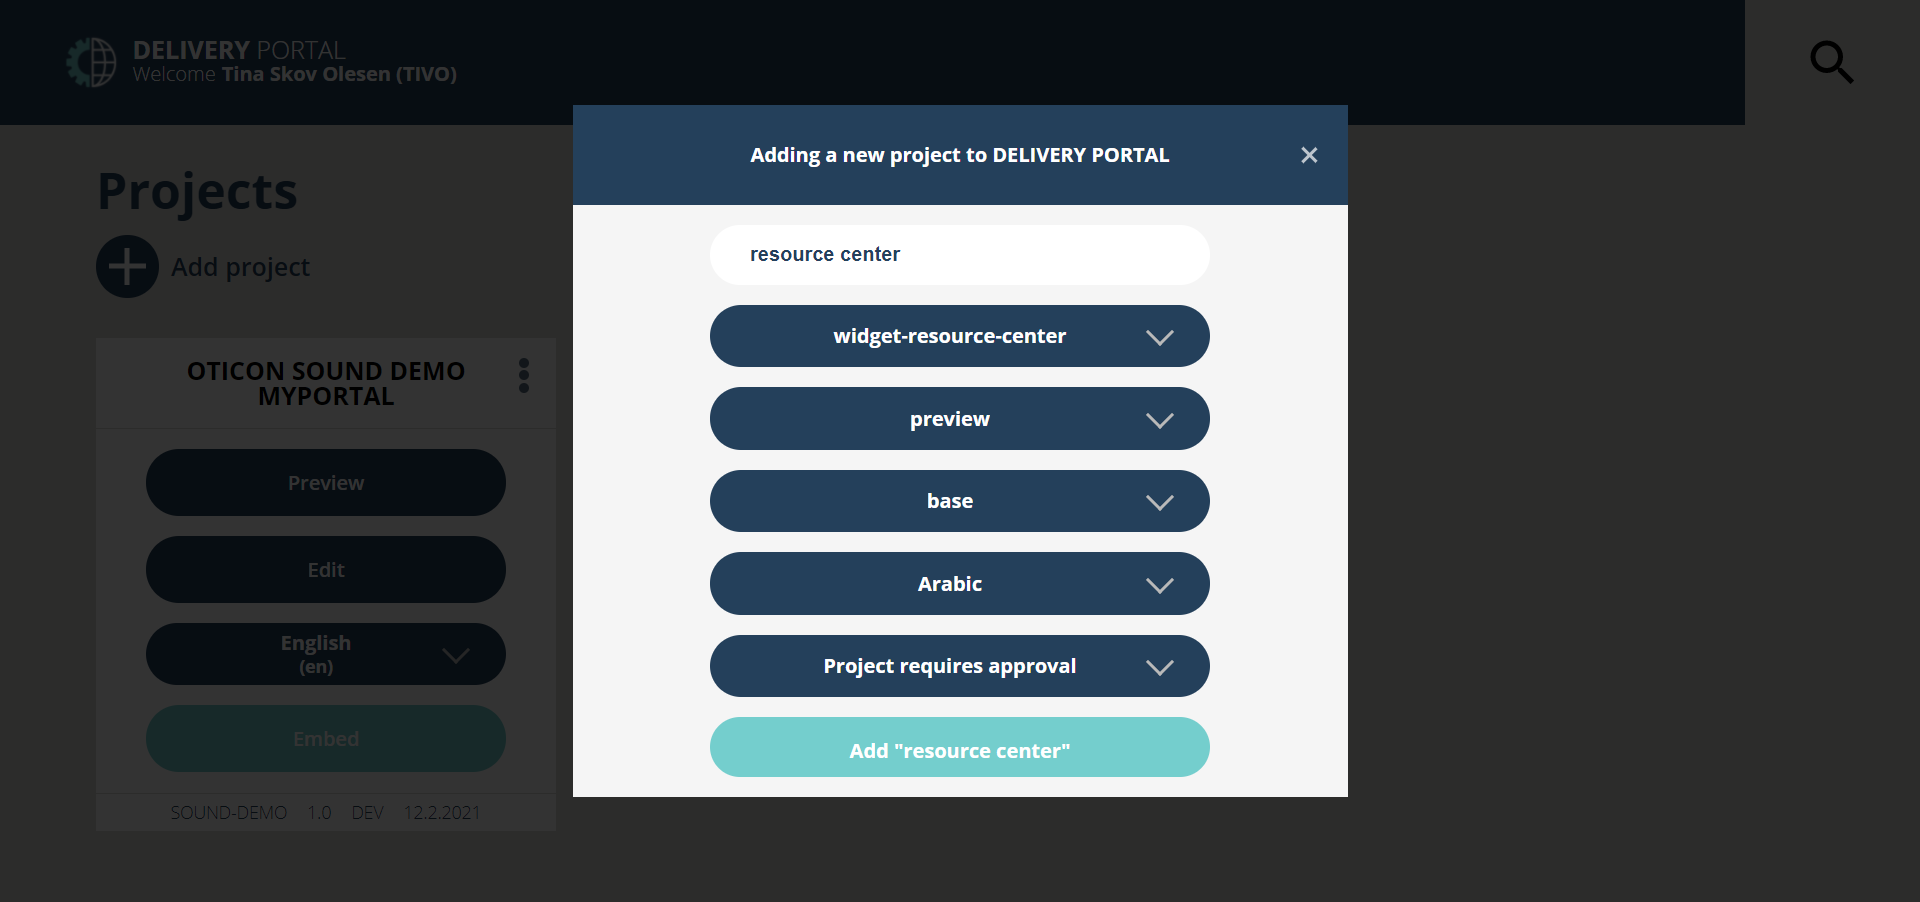 DELIVERY PORTAL
Welcome Tina Skov Olesen (TIVO)
Projects
Add project
OTICON SOUND DEMO
MYPORTAL
Preview
Edit
English
(en)
Embed
SOUND-DEMO 1.0 DEV 12.2.2021
Adding a new project to DELIVERY PORTAL
resource center
widget-resource-center
preview
base
Arabic
Project requires approval
Add "resource center"